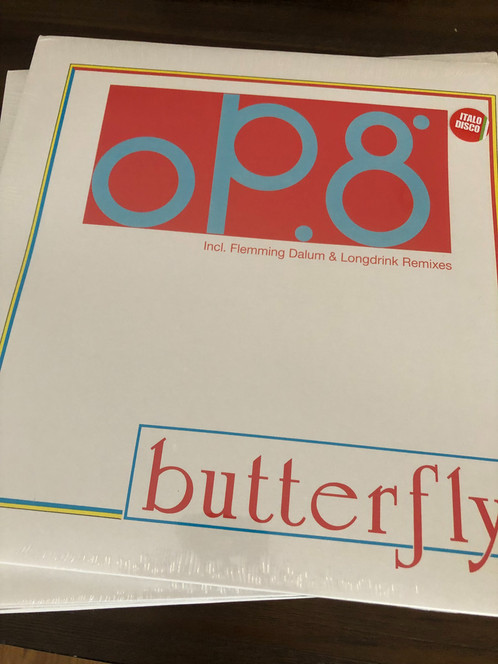 op.8
ITALO
DISCO
Incl. Flemming Dalum & Longdrink Remixes
butterfly